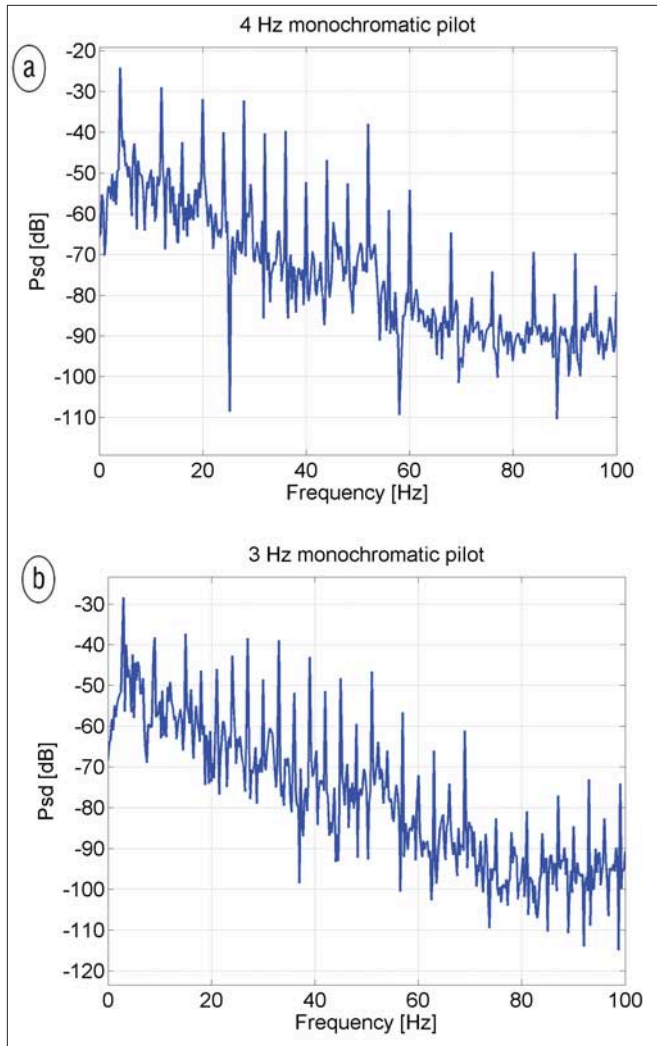 a
4 Hz monochromatic pilot
-20
-30
-40
-50
-60
-70
-80
-90
-100
-110
Psd [dB]
0 20 40 60 80 100
Frequency [Hz]
b
3 Hz monochromatic pilot
-30
-40
-50
-60
-70
-80
-90
-100
-110
-120
Psd [dB]
0 20 40 60 80 100
Frequency [Hz]